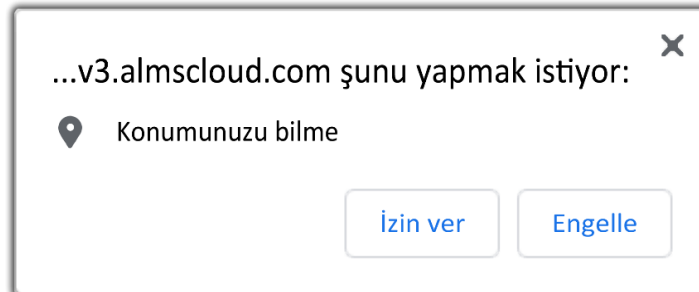 ...v3.almscloud.com şunu yapmak istiyor:
Konumunuzu bilme
İzin ver
Engelle